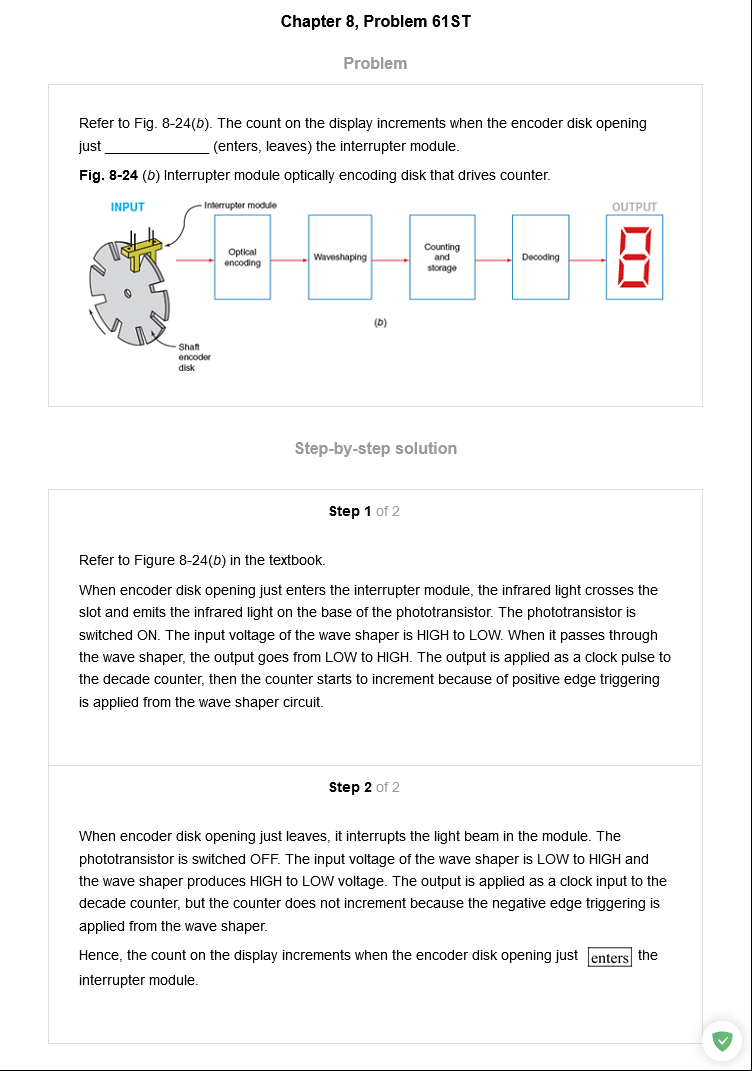 Chapter 8, Problem 61ST
Problem
Refer to Fig. 8-24(b). The count on the display increments when the encoder disk opening
just _____________ (enters, leaves) the interrupter module.
Fig. 8-24 (b) Interrupter module optically encoding disk that drives counter.
INPUT
Interrupter module
OUTPUT
Optical
encoding
Waveshaping
Counting
and
storage
Decoding
8
(b)
Shaft
encoder
disk
Step-by-step solution
Step 1 of 2
Refer to Figure 8-24(b) in the textbook.
When encoder disk opening just enters the interrupter module, the infrared light crosses the
slot and emits the infrared light on the base of the phototransistor. The phototransistor is
switched ON. The input voltage of the wave shaper is HIGH to LOW. When it passes through
the wave shaper, the output goes from LOW to HIGH. The output is applied as a clock pulse to
the decade counter, then the counter starts to increment because of positive edge triggering
is applied from the wave shaper circuit.
Step 2 of 2
When encoder disk opening just leaves, it interrupts the light beam in the module. The
phototransistor is switched OFF. The input voltage of the wave shaper is LOW to HIGH and
the wave shaper produces HIGH to LOW voltage. The output is applied as a clock input to the
decade counter, but the counter does not increment because the negative edge triggering is
applied from the wave shaper.
Hence, the count on the display increments when the encoder disk opening just enters the
interrupter module.